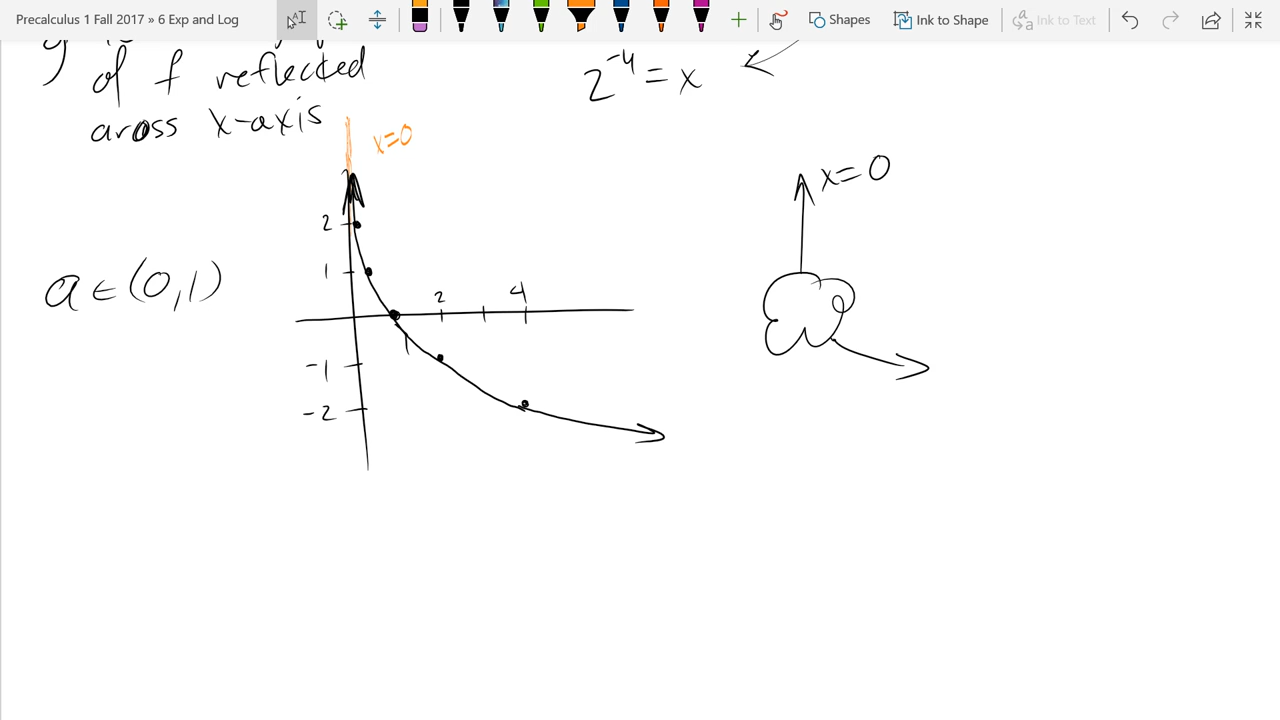 Precalculus 1 Fall 2017 » 6 Exp and Log
Shapes
Ink to Shape
Ink to Text
of f reflected
across x-axis
2^-4 = x
x=0
x=0
a ∈ (0,1)
2
1
2
4
1
-1
-2